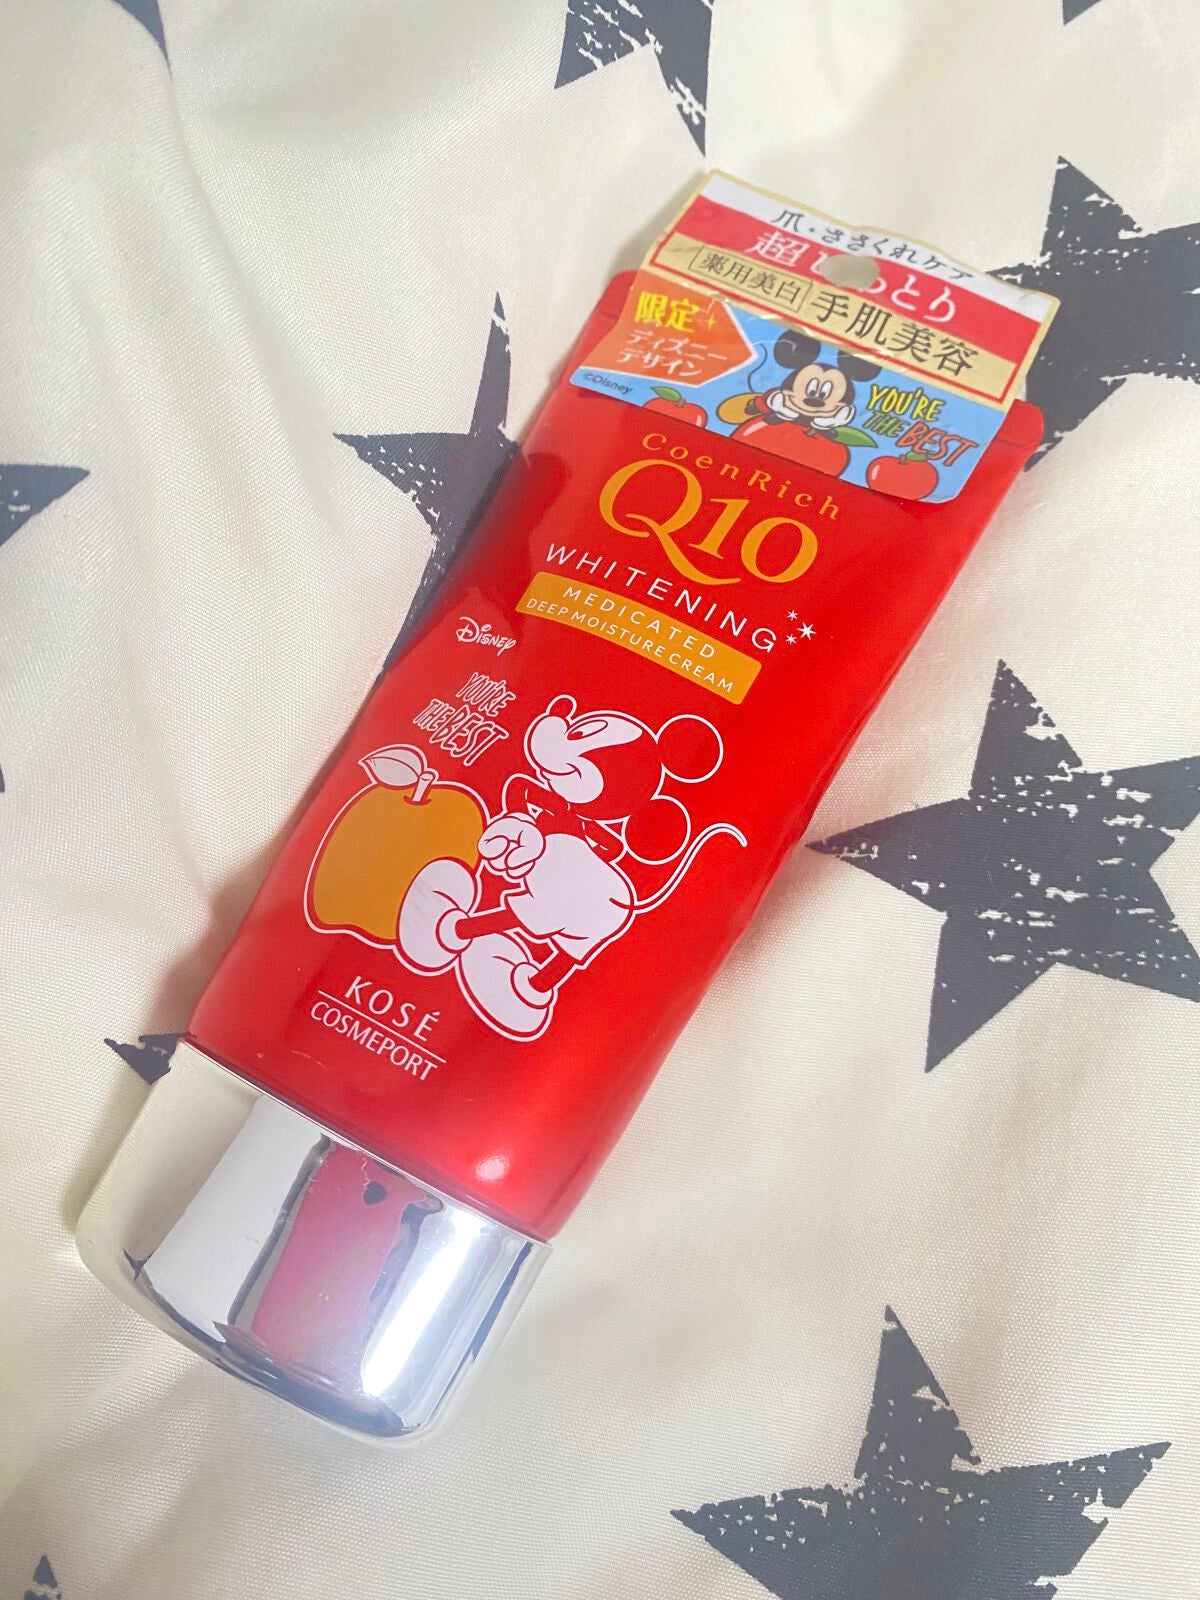 爪・ささくれケア
超しっとり
薬用美白 手肌美容
限定
ディズニー
デザイン
©Disney
YOU'RE
THE BEST
CoenRich
Q10
WHITENING
MEDICATED
DEEP MOISTURE CREAM
Disney
YOU'RE
THE BEST
KOSÉ
COSMEPORT